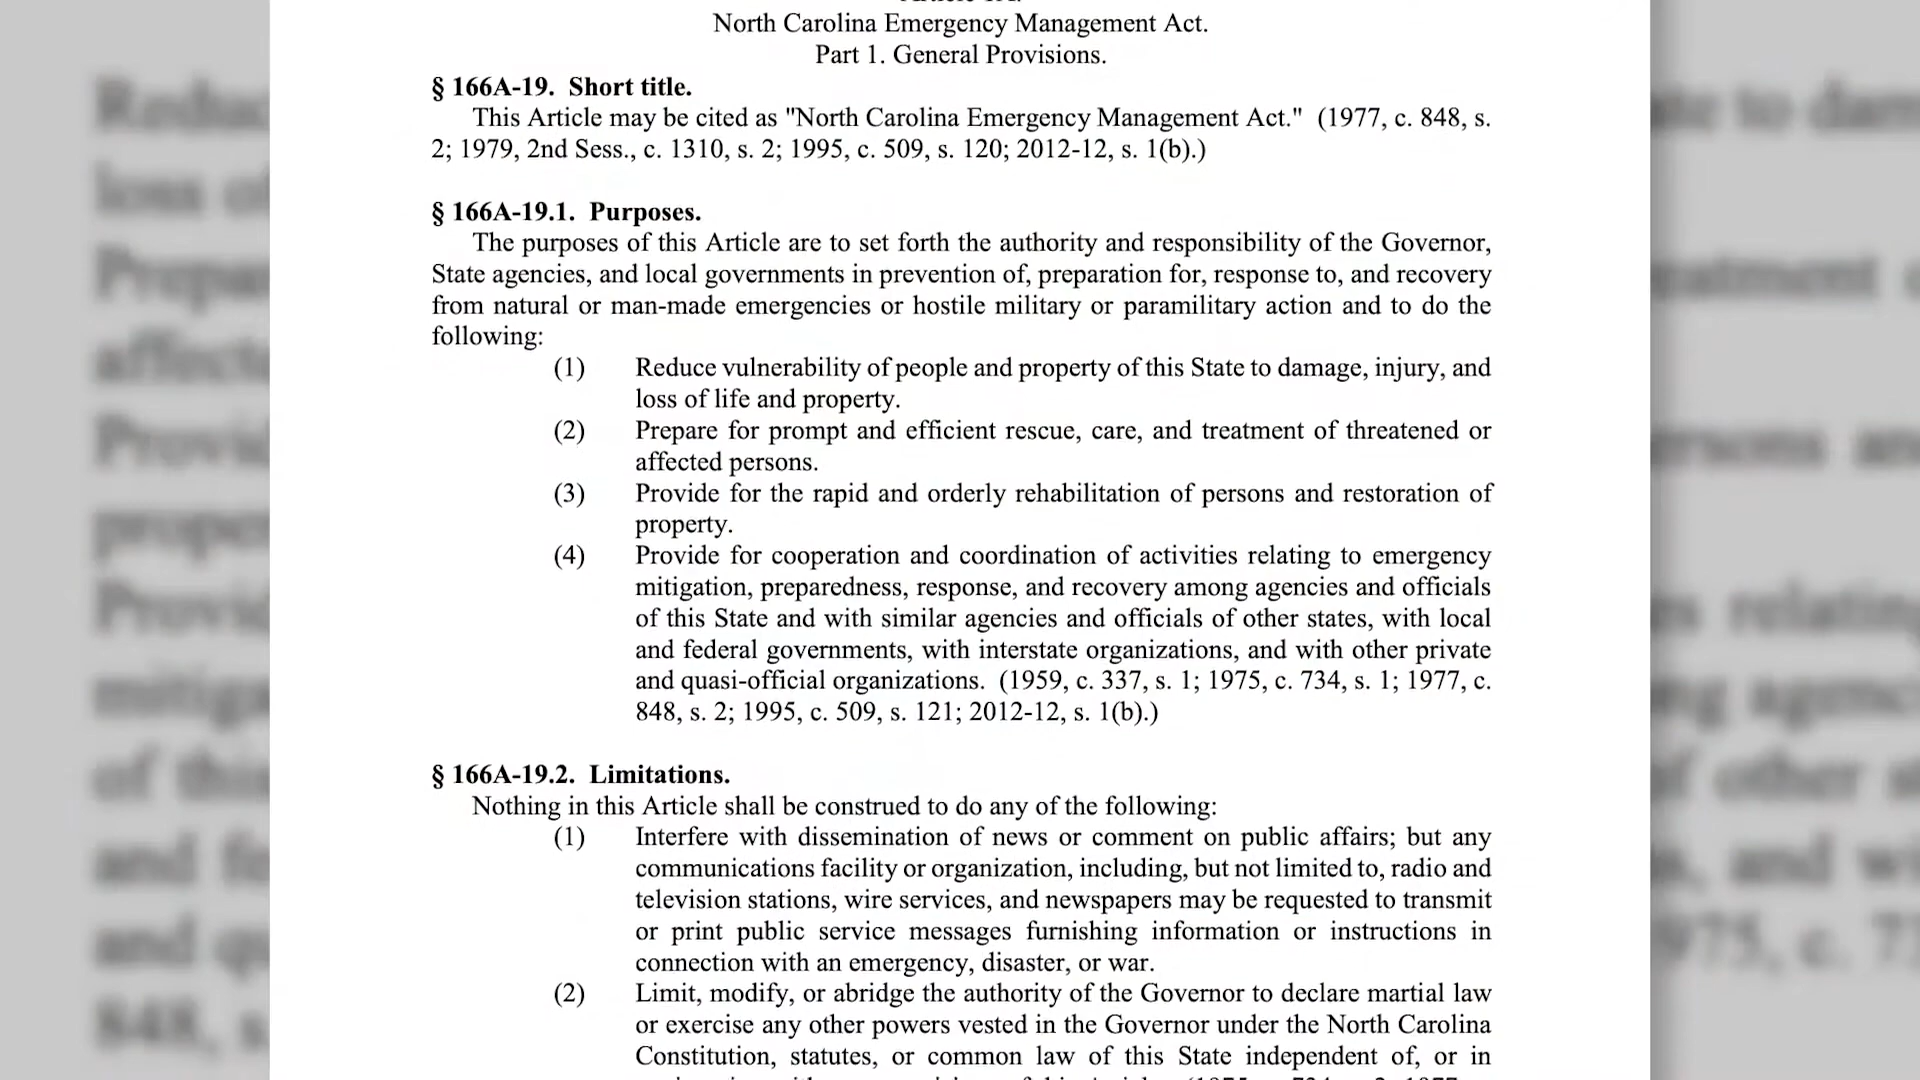 North Carolina Emergency Management Act.
Part 1. General Provisions.
§ 166A-19. Short title.
This Article may be cited as "North Carolina Emergency Management Act." (1977, c. 848, s.
2; 1979, 2nd Sess., c. 1310, s. 2; 1995, c. 509, s. 120; 2012-12, s. 1(b).)
§ 166A-19.1. Purposes.
The purposes of this Article are to set forth the authority and responsibility of the Governor,
State agencies, and local governments in prevention of, preparation for, response to, and recovery
from natural or man-made emergencies or hostile military or paramilitary action and to do the
following:
(1) Reduce vulnerability of people and property of this State to damage, injury, and
loss of life and property.
(2) Prepare for prompt and efficient rescue, care, and treatment of threatened or
affected persons.
(3) Provide for the rapid and orderly rehabilitation of persons and restoration of
property.
(4) Provide for cooperation and coordination of activities relating to emergency
mitigation, preparedness, response, and recovery among agencies and officials
of this State and with similar agencies and officials of other states, with local
and federal governments, with interstate organizations, and with other private
and quasi-official organizations. (1959, c. 337, s. 1; 1975, c. 734, s. 1; 1977, c.
848, s. 2; 1995, c. 509, s. 121; 2012-12, s. 1(b).)
§ 166A-19.2. Limitations.
Nothing in this Article shall be construed to do any of the following:
(1) Interfere with dissemination of news or comment on public affairs; but any
communications facility or organization, including, but not limited to, radio and
television stations, wire services, and newspapers may be requested to transmit
or print public service messages furnishing information or instructions in
connection with an emergency, disaster, or war.
(2) Limit, modify, or abridge the authority of the Governor to declare martial law
or exercise any other powers vested in the Governor under the North Carolina
Constitution, statutes, or common law of this State independent of, or in